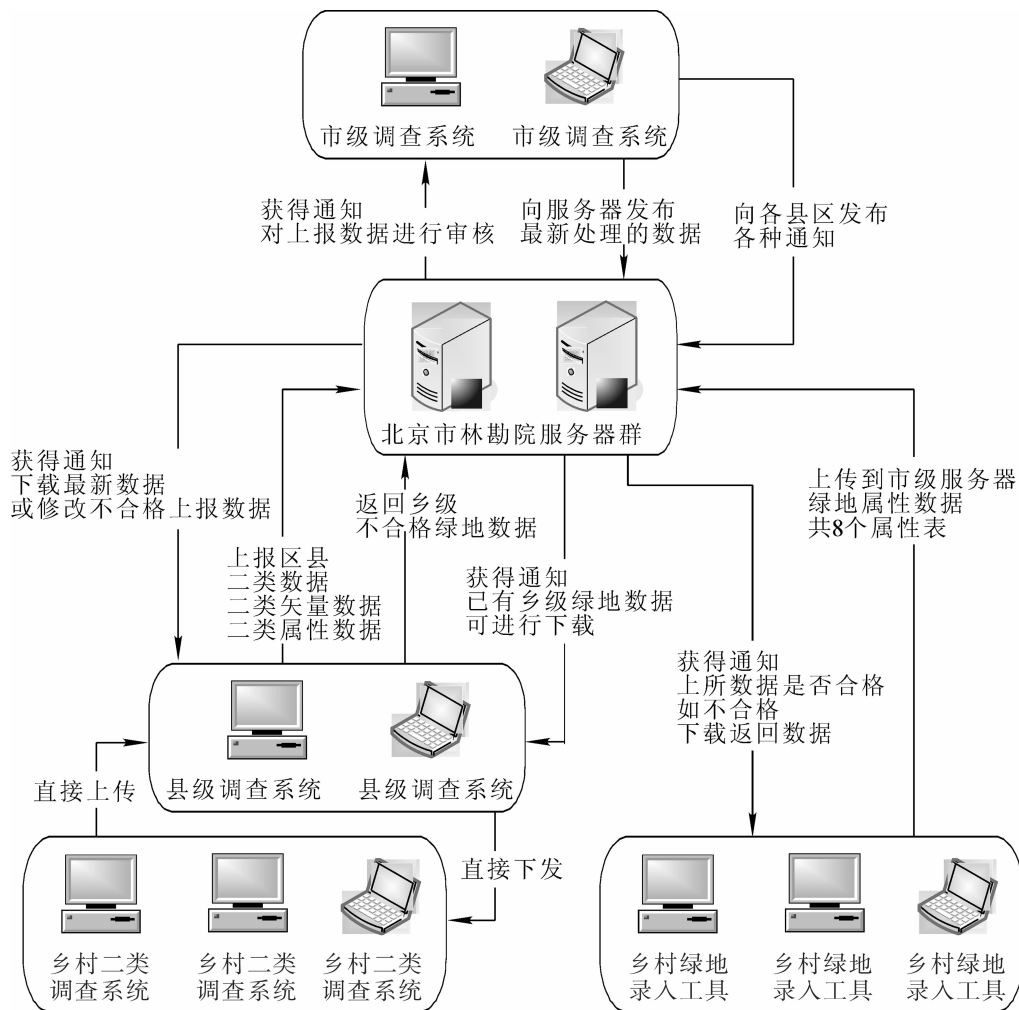 市级调查系统
市级调查系统
获得通知
对上报数据进行审核
向服务器发布
最新处理的数据
向各县区发布
各种通知
北京市林勘院服务器群
获得通知
下载最新数据
或修改不合格上报数据
上报区县
二类数据
二类矢量数据
二类属性数据
返回乡级
不合格绿地数据
获得通知
已有乡级绿地数据
可进行下载
上传到市级服务器
绿地属性数据
共8个属性表
获得通知
上所数据是否合格
如不合格
下载返回数据
县级调查系统
县级调查系统
直接上传
直接下发
乡村二类
调查系统
乡村二类
调查系统
乡村二类
调查系统
乡村绿地
录入工具
乡村绿地
录入工具
乡村绿地
录入工具